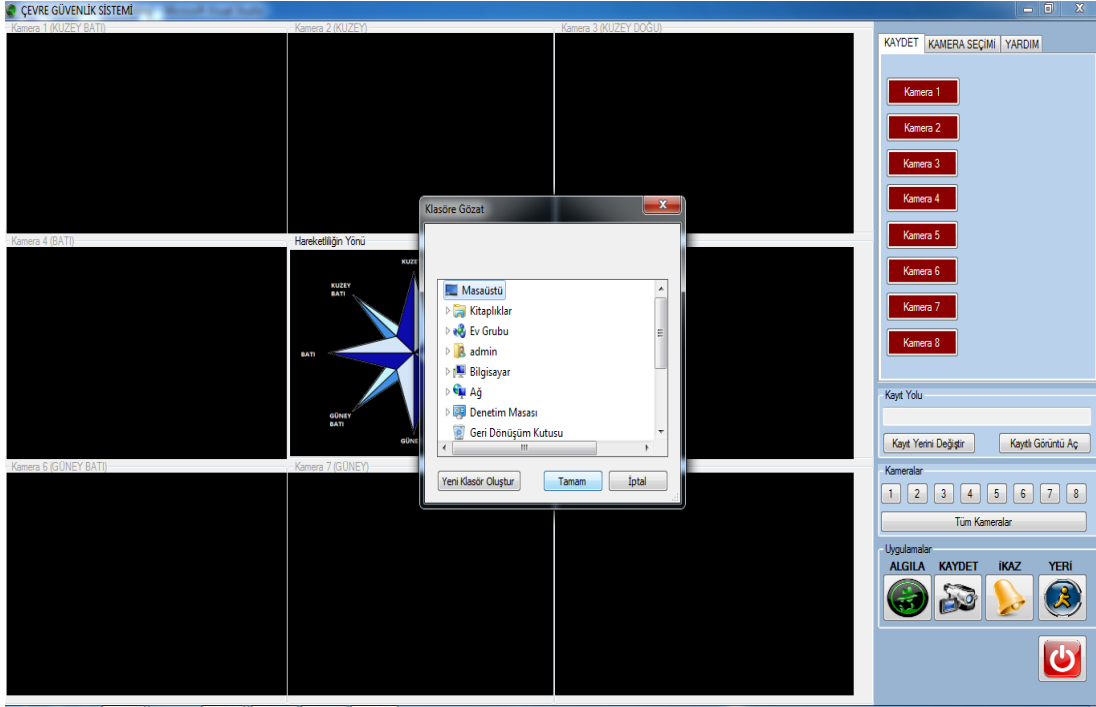 ÇEVRE GÜVENLİK SİSTEMİ
Kamera 1 (KUZEY BATI)
Kamera 2 (KUZEY)
Kamera 3 (KUZEY DOĞU)
KAYDET KAMERA SEÇİMİ YARDIM
Kamera 1
Kamera 2
Kamera 3
Kamera 4
Kamera 5
Kamera 6
Kamera 7
Kamera 8
Klasöre Gözat
Masaüstü
Kitaplıklar
Ev Grubu
admin
Bilgisayar
Ağ
Denetim Masası
Geri Dönüşüm Kutusu
Yeni Klasör Oluştur Tamam İptal
Kamera 4 (BATI)
Hareketliliğin Yönü
KUZE
KUZEY
BATI
BATI
GÜNEY
BATI
GÜNE
Kamera 6 (GÜNEY BATI)
Kamera 7 (GÜNEY)
Kayıt Yolu
Kayıt Yerini Değiştir Kayıtlı Görüntü Aç
Kameralar
1 2 3 4 5 6 7 8
Tüm Kameralar
Uygulamalar
ALGILA KAYDET İKAZ YERİ